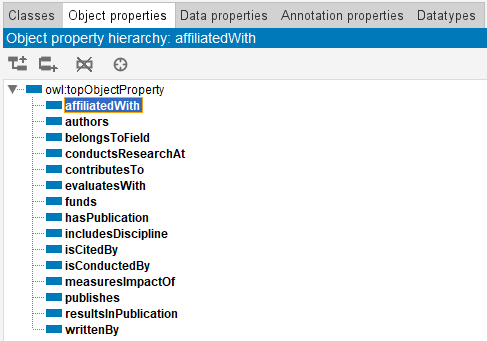 Classes Object properties Data properties Annotation properties Datatypes
Object property hierarchy: affiliatedWith
owl:topObjectProperty
affiliatedWith
authors
belongsToField
conductsResearchAt
contributesTo
evaluatesWith
funds
hasPublication
includesDiscipline
isCitedBy
isConductedBy
measuresImpactOf
publishes
resultsInPublication
writtenBy